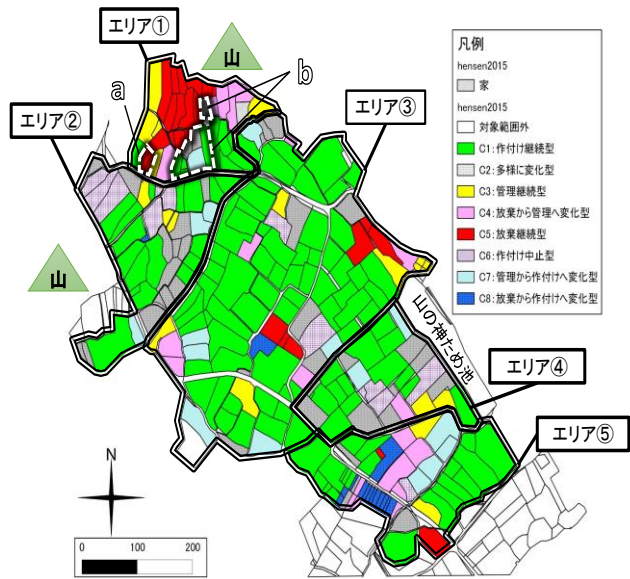 エリア①
山
a
b
エリア②
エリア③
山
山の神ため池
エリア④
エリア⑤
N
0 100 200
凡例
hensen2015
家
hensen2015
対象範囲外
C1：作付け継続型
C2：多様に変化型
C3：管理継続型
C4：放棄から管理へ変化型
C5：放棄継続型
C6：作付け中止型
C7：管理から作付けへ変化型
C8：放棄から作付けへ変化型